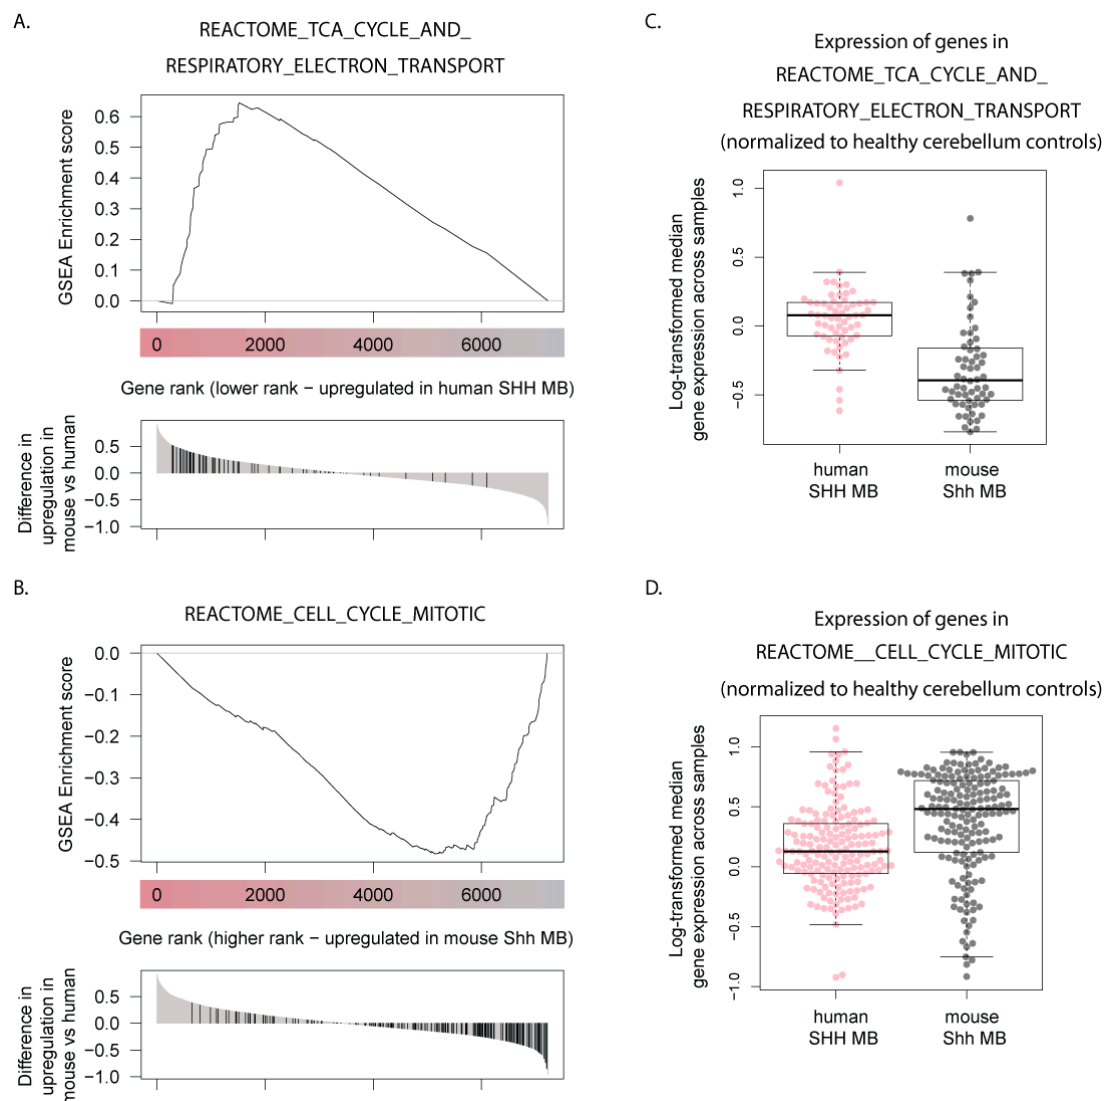 A.
REACTOME_TCA_CYCLE_AND_
RESPIRATORY_ELECTRON_TRANSPORT
GSEA Enrichment score
0.6
0.5
0.4
0.3
0.2
0.1
0.0
0 2000 4000 6000
Gene rank (lower rank − upregulated in human SHH MB)
Difference in
upregulation in
mouse vs human
0.5
0.0
−0.5
−1.0
B.
REACTOME_CELL_CYCLE_MITOTIC
GSEA Enrichment score
0.0
−0.1
−0.2
−0.3
−0.4
−0.5
0 2000 4000 6000
Gene rank (higher rank − upregulated in mouse Shh MB)
Difference in
upregulation in
mouse vs human
0.5
0.0
−0.5
−1.0
C.
Expression of genes in
REACTOME_TCA_CYCLE_AND_
RESPIRATORY_ELECTRON_TRANSPORT
(normalized to healthy cerebellum controls)
Log-transformed median
gene expression across samples
1.0
0.5
0.0
−0.5
human
SHH MB
mouse
Shh MB
D.
Expression of genes in
REACTOME__CELL_CYCLE_MITOTIC
(normalized to healthy cerebellum controls)
Log-transformed median
gene expression across samples
1.0
0.5
0.0
−0.5
−1.0
human
SHH MB
mouse
Shh MB